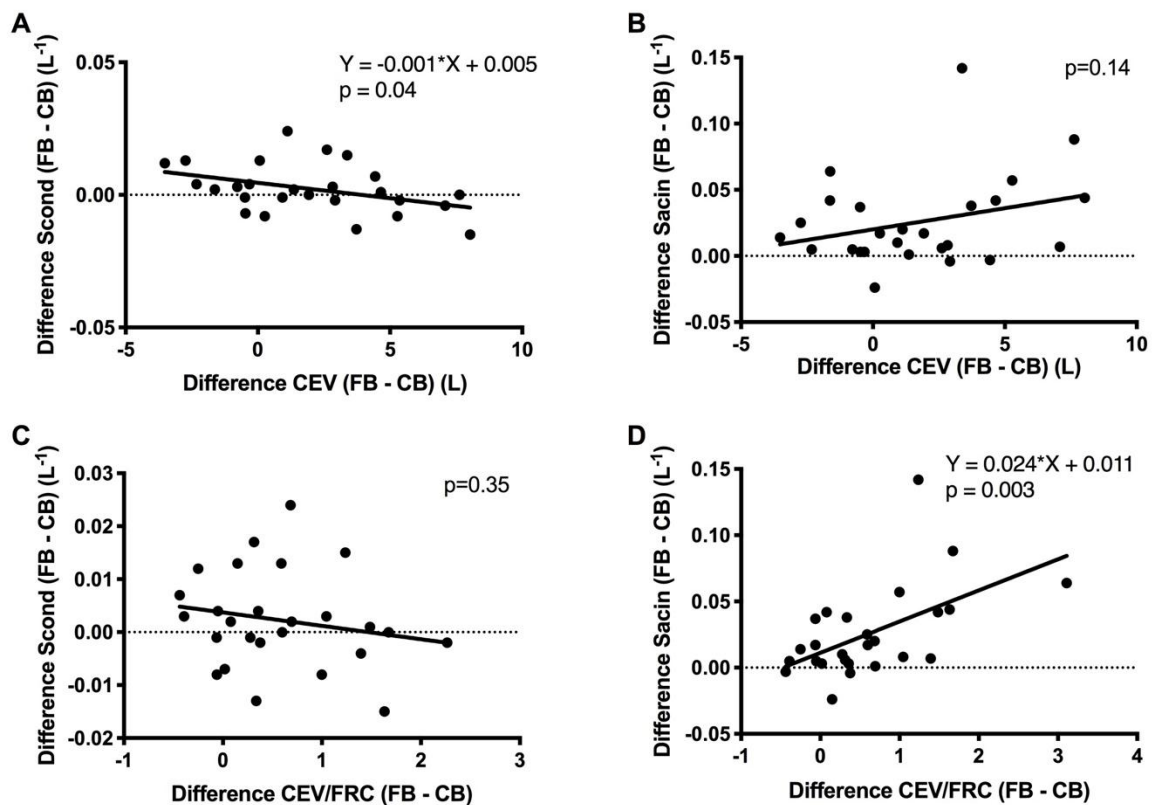 A
Difference Scond (FB - CB) (L⁻¹)
0.05
0.00
-0.05
Y = -0.001*X + 0.005
p = 0.04
-5
0
5
10
Difference CEV (FB - CB) (L)
B
Difference Sacin (FB - CB) (L⁻¹)
0.15
0.10
0.05
0.00
-0.05
p=0.14
-5
0
5
10
Difference CEV (FB - CB) (L)
C
Difference Scond (FB - CB) (L⁻¹)
0.03
0.02
0.01
0.00
-0.01
-0.02
p=0.35
-1
0
1
2
3
Difference CEV/FRC (FB - CB)
D
Difference Sacin (FB - CB) (L⁻¹)
0.15
0.10
0.05
0.00
-0.05
Y = 0.024*X + 0.011
p = 0.003
-1
0
1
2
3
4
Difference CEV/FRC (FB - CB)